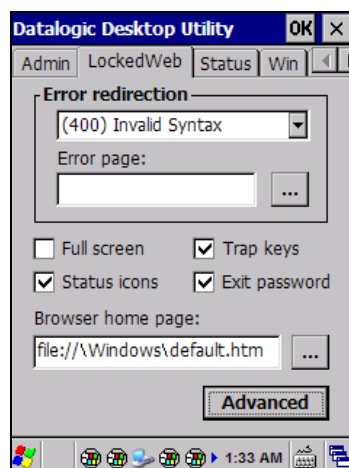 Datalogic Desktop Utility OK ×
Admin LockedWeb Status Win
Error redirection
(400) Invalid Syntax
Error page:
...
Full screen Trap keys
Status icons Exit password
Browser home page:
file://\Windows\default.htm ...
Advanced
1:33 AM